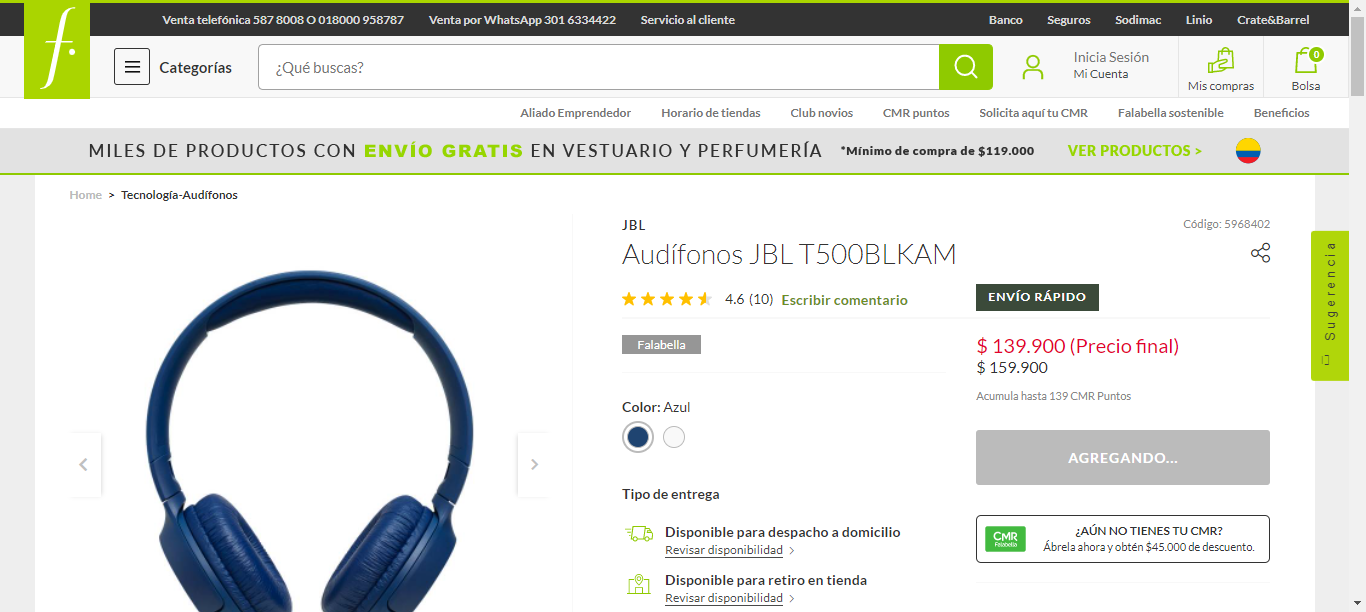 Venta telefónica 587 8008 O 018000 958787
Venta por WhatsApp 301 6334422
Servicio al cliente
Banco
Seguros
Sodimac
Linio
Crate&Barrel
f.
Categorías
¿Qué buscas?
Inicia Sesión
Mi Cuenta
Mis compras
0
Bolsa
Aliado Emprendedor
Horario de tiendas
Club novios
CMR puntos
Solicita aquí tu CMR
Falabella sostenible
Beneficios
MILES DE PRODUCTOS CON ENVÍO GRATIS EN VESTUARIO Y PERFUMERÍA *Mínimo de compra de $119.000 VER PRODUCTOS >
Home > Tecnología-Audífonos
JBL
Código: 5968402
Audífonos JBL T500BLKAM
4.6 (10) Escribir comentario
ENVÍO RÁPIDO
Falabella
$ 139.900 (Precio final)
$ 159.900
Acumula hasta 139 CMR Puntos
Color: Azul
AGREGANDO...
Tipo de entrega
Disponible para despacho a domicilio
Revisar disponibilidad >
Disponible para retiro en tienda
Revisar disponibilidad >
CMR
Falabella
¿AÚN NO TIENES TU CMR?
Ábrela ahora y obtén $45.000 de descuento.
Sugerencia